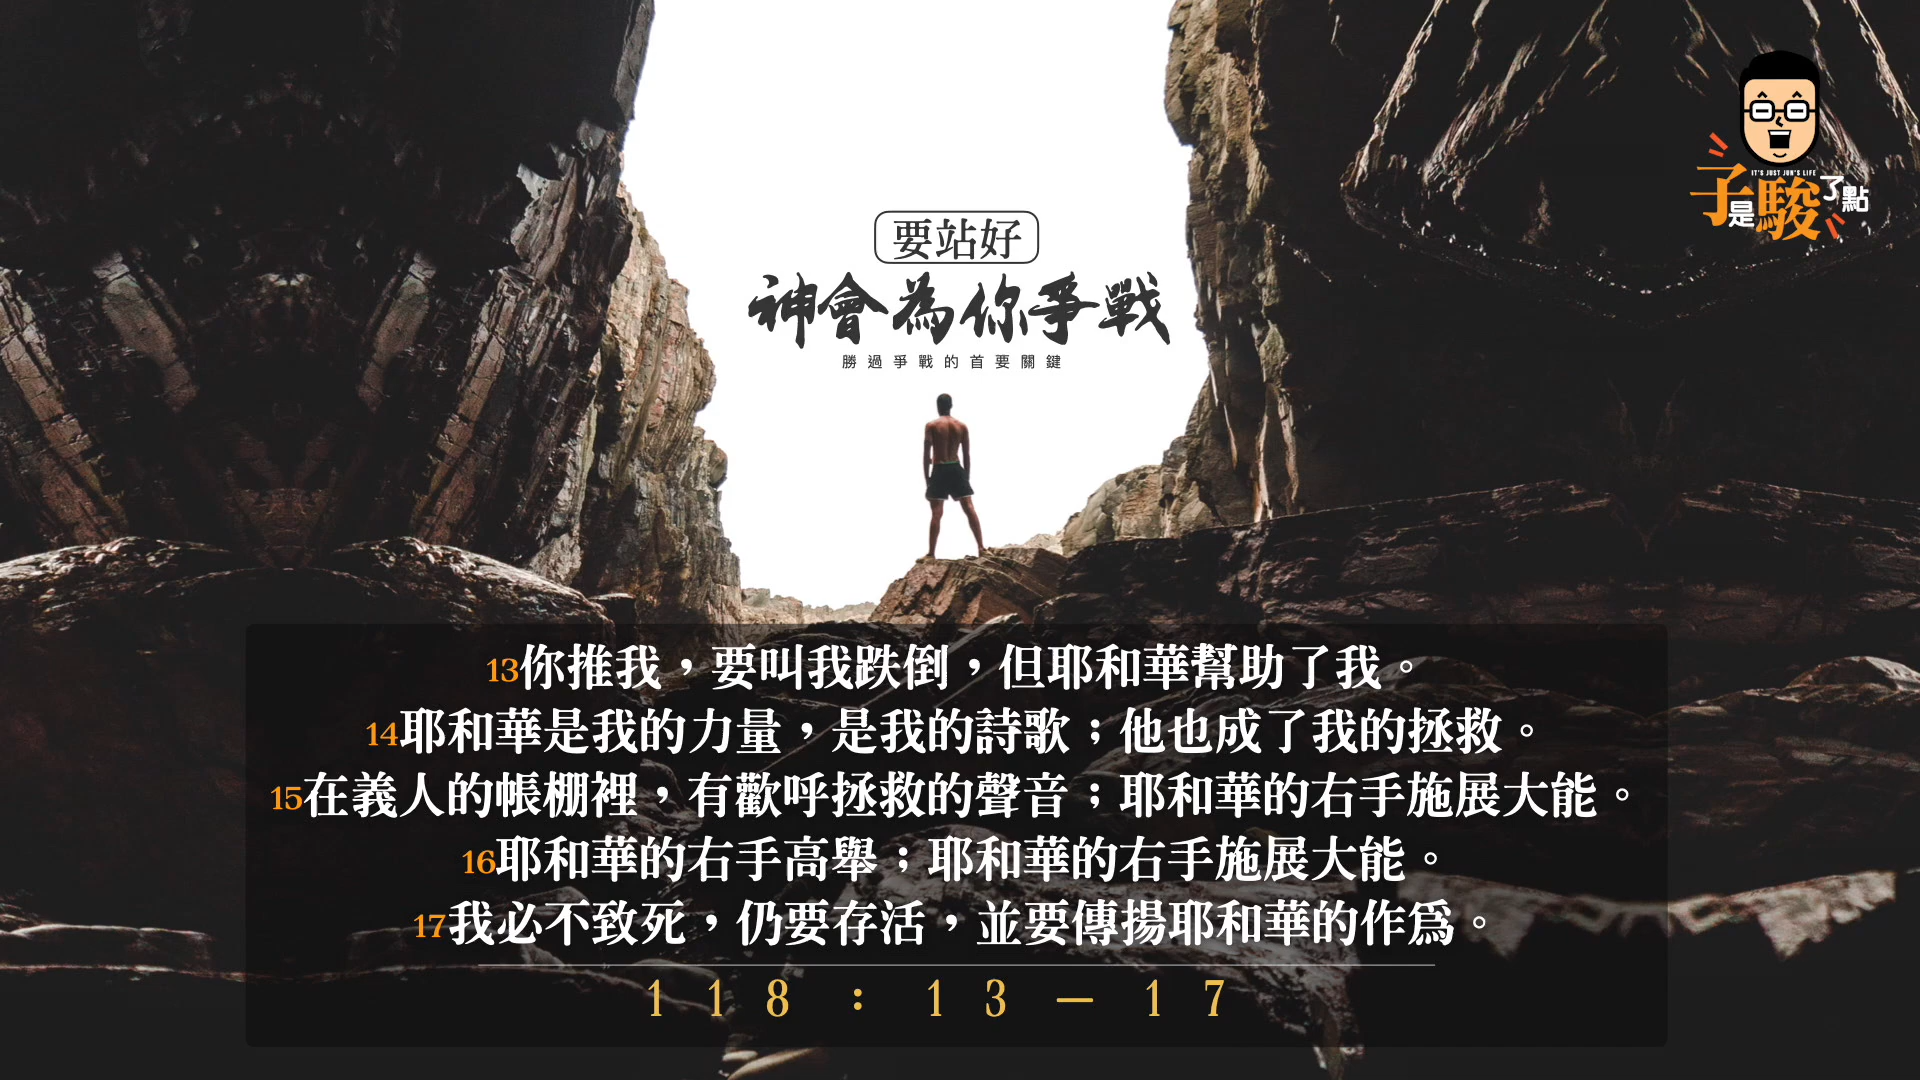 要站好
神會為你爭戰
勝過爭戰的首要關鍵
IT'S JUST JUN'S LIFE
子是駿了點
13你推我，要叫我跌倒，但耶和華幫助了我。
14耶和華是我的力量，是我的詩歌；他也成了我的拯救。
15在義人的帳棚裡，有歡呼拯救的聲音；耶和華的右手施展大能。
16耶和華的右手高舉；耶和華的右手施展大能。
17我必不致死，仍要存活，並要傳揚耶和華的作爲。
118：13－17